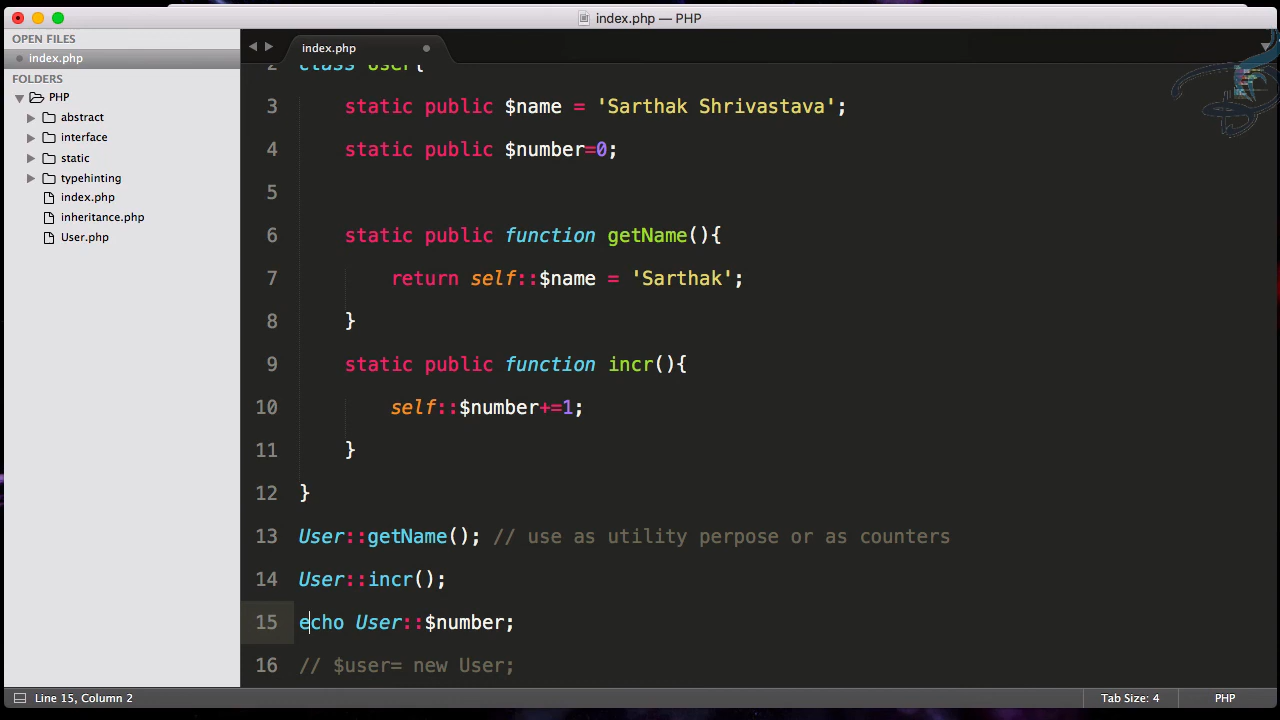 index.php — PHP
OPEN FILES
index.php
FOLDERS
PHP
abstract
interface
static
typehinting
index.php
inheritance.php
User.php
index.php
2 class User{
3 static public $name = 'Sarthak Shrivastava';
4 static public $number=0;
5
6 static public function getName(){
7 return self::$name = 'Sarthak';
8 }
9 static public function incr(){
10 self::$number+=1;
11 }
12 }
13 User::getName(); // use as utility perpose or as counters
14 User::incr();
15 echo User::$number;
16 // $user= new User;
Line 15, Column 2
Tab Size: 4
PHP